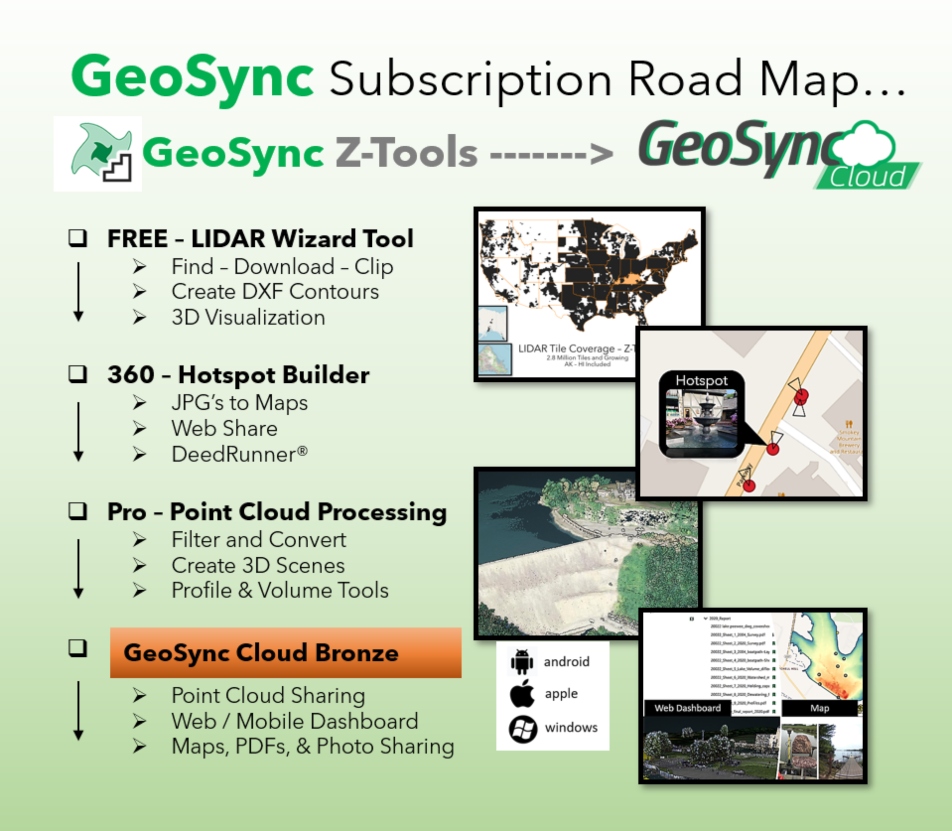 GeoSync Subscription Road Map...
GeoSync Z-Tools ------->
GeoSync
Cloud
FREE – LIDAR Wizard Tool
Find – Download – Clip
Create DXF Contours
3D Visualization
360 – Hotspot Builder
JPG's to Maps
Web Share
DeedRunner®
Pro – Point Cloud Processing
Filter and Convert
Create 3D Scenes
Profile & Volume Tools
GeoSync Cloud Bronze
Point Cloud Sharing
Web / Mobile Dashboard
Maps, PDFs, & Photo Sharing
LIDAR Tile Coverage – Z-T
2.8 Million Tiles and Growing
AK - HI Included
Hotspot
android
apple
windows
2020_Report
Web Dashboard
Map